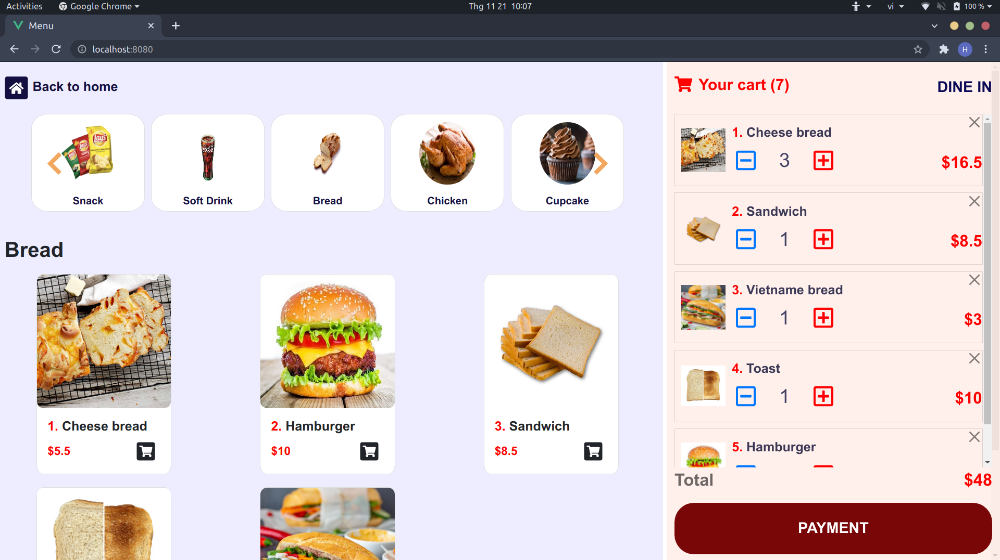 Activities Google Chrome Thg 11 21 10:07 vi 100 %
Menu
localhost:8080 H
Back to home
Snack
Soft Drink
Bread
Chicken
Cupcake
Bread
1. Cheese bread
$5.5
2. Hamburger
$10
3. Sandwich
$8.5
Your cart (7)
DINE IN
1. Cheese bread
3
$16.5
2. Sandwich
1
$8.5
3. Vietname bread
1
$3
4. Toast
1
$10
5. Hamburger
Total $48
PAYMENT